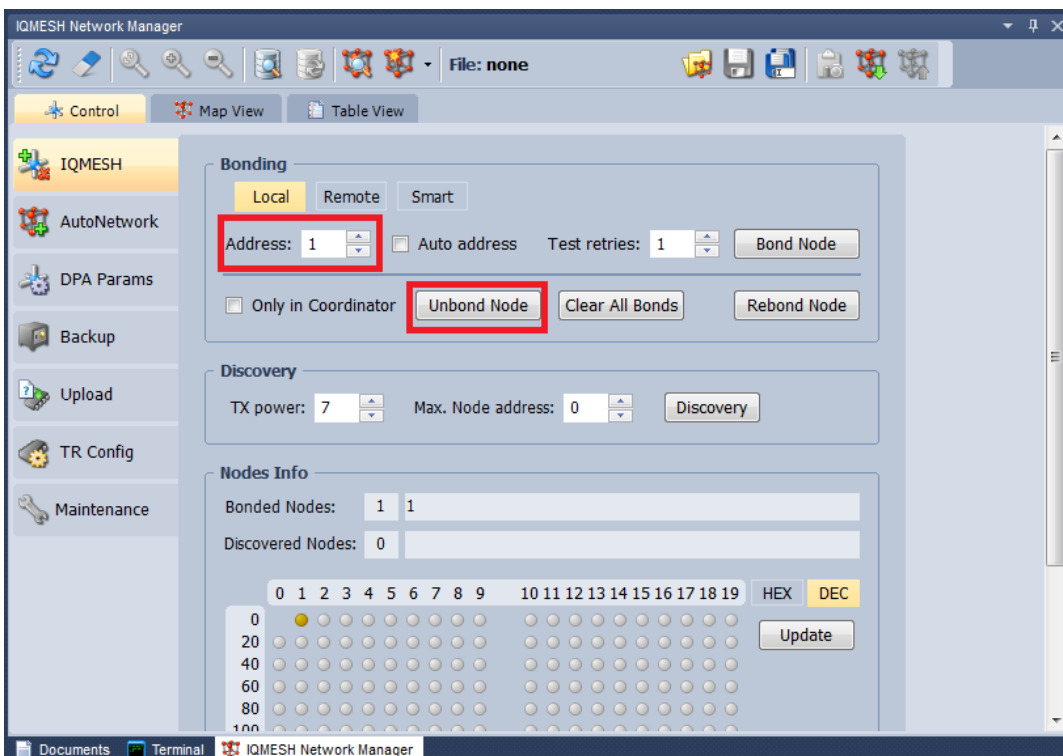 IQMESH Network Manager
File: none
Control Map View Table View
IQMESH
AutoNetwork
DPA Params
Backup
Upload
TR Config
Maintenance
Bonding
Local Remote Smart
Address: 1 Auto address Test retries: 1 Bond Node
Only in Coordinator Unbond Node Clear All Bonds Rebond Node
Discovery
TX power: 7 Max. Node address: 0 Discovery
Nodes Info
Bonded Nodes: 1 1
Discovered Nodes: 0
0 1 2 3 4 5 6 7 8 9 10 11 12 13 14 15 16 17 18 19 HEX DEC
0
20 Update
40
60
80
100
Documents Terminal IQMESH Network Manager